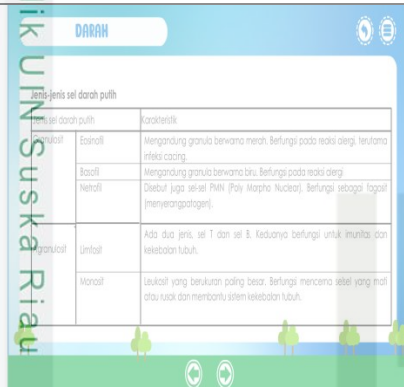 DARAH
Jenis-jenis sel darah putih
Jenis sel darah putih Karakteristik
Granulosit Eosinofil Mengandung granula berwarna merah. Berfungsi pada reaksi alergi, terutama
infeksi cacing.
Basofil Mengandung granula berwarna biru. Berfungsi pada reaksi alergi
Netrofil Disebut juga sel-sel PMN (Poly Morpho Nuclear). Berfungsi sebagai fagosit
(menyerangpatogen).
Agranulosit Limfosit Ada dua jenis, sel T dan sel B. Keduanya berfungsi untuk imunitas dan
kekebalan tubuh.
Monosit Leukosit yang berukuran paling besar. Berfungsi mencerna selsel yang mati
atau rusak dan membantu sistem kekebalan tubuh.
ik UIN Suska Riau